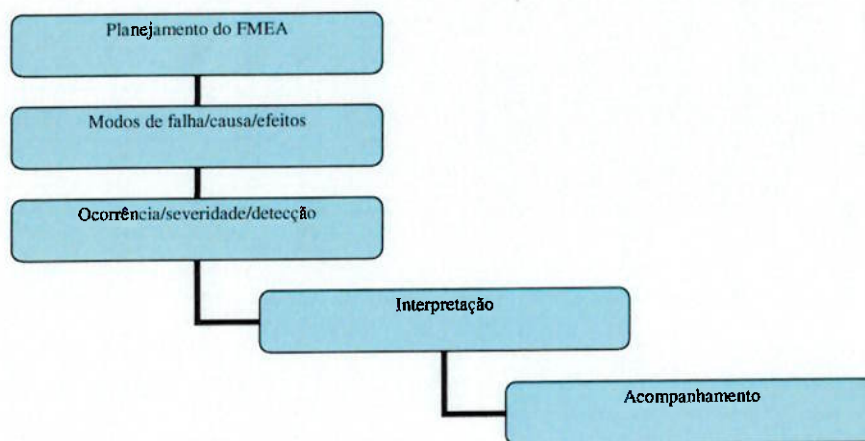 Planejamento do FMEA
Modos de falha/causa/efeitos
Ocorrência/severidade/detecção
Interpretação
Acompanhamento